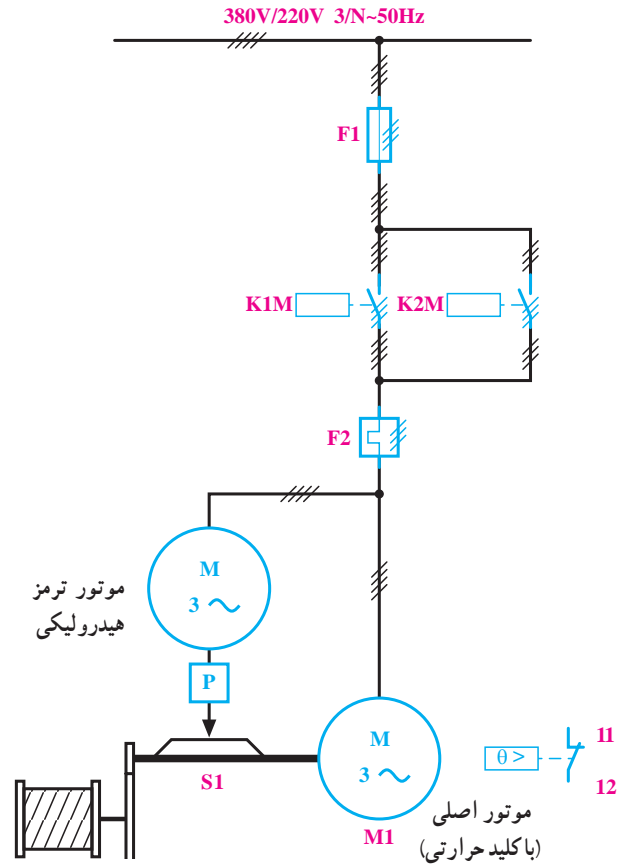 380V/220V 3/N~50Hz
F1
K1M
K2M
F2
M
3
موتور ترمز
هیدرولیکی
P
S1
M
3
M1
θ >
11
12
موتور اصلی
(باکلید حرارتی)